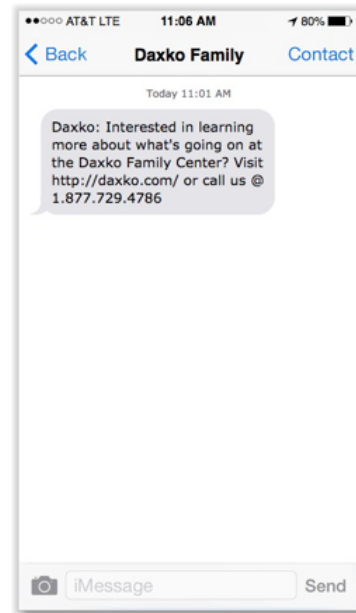 AT&T LTE 11:06 AM 80%
Back Daxko Family Contact
Today 11:01 AM
Daxko: Interested in learning
more about what's going on at
the Daxko Family Center? Visit
http://daxko.com/ or call us @
1.877.729.4786
iMessage Send